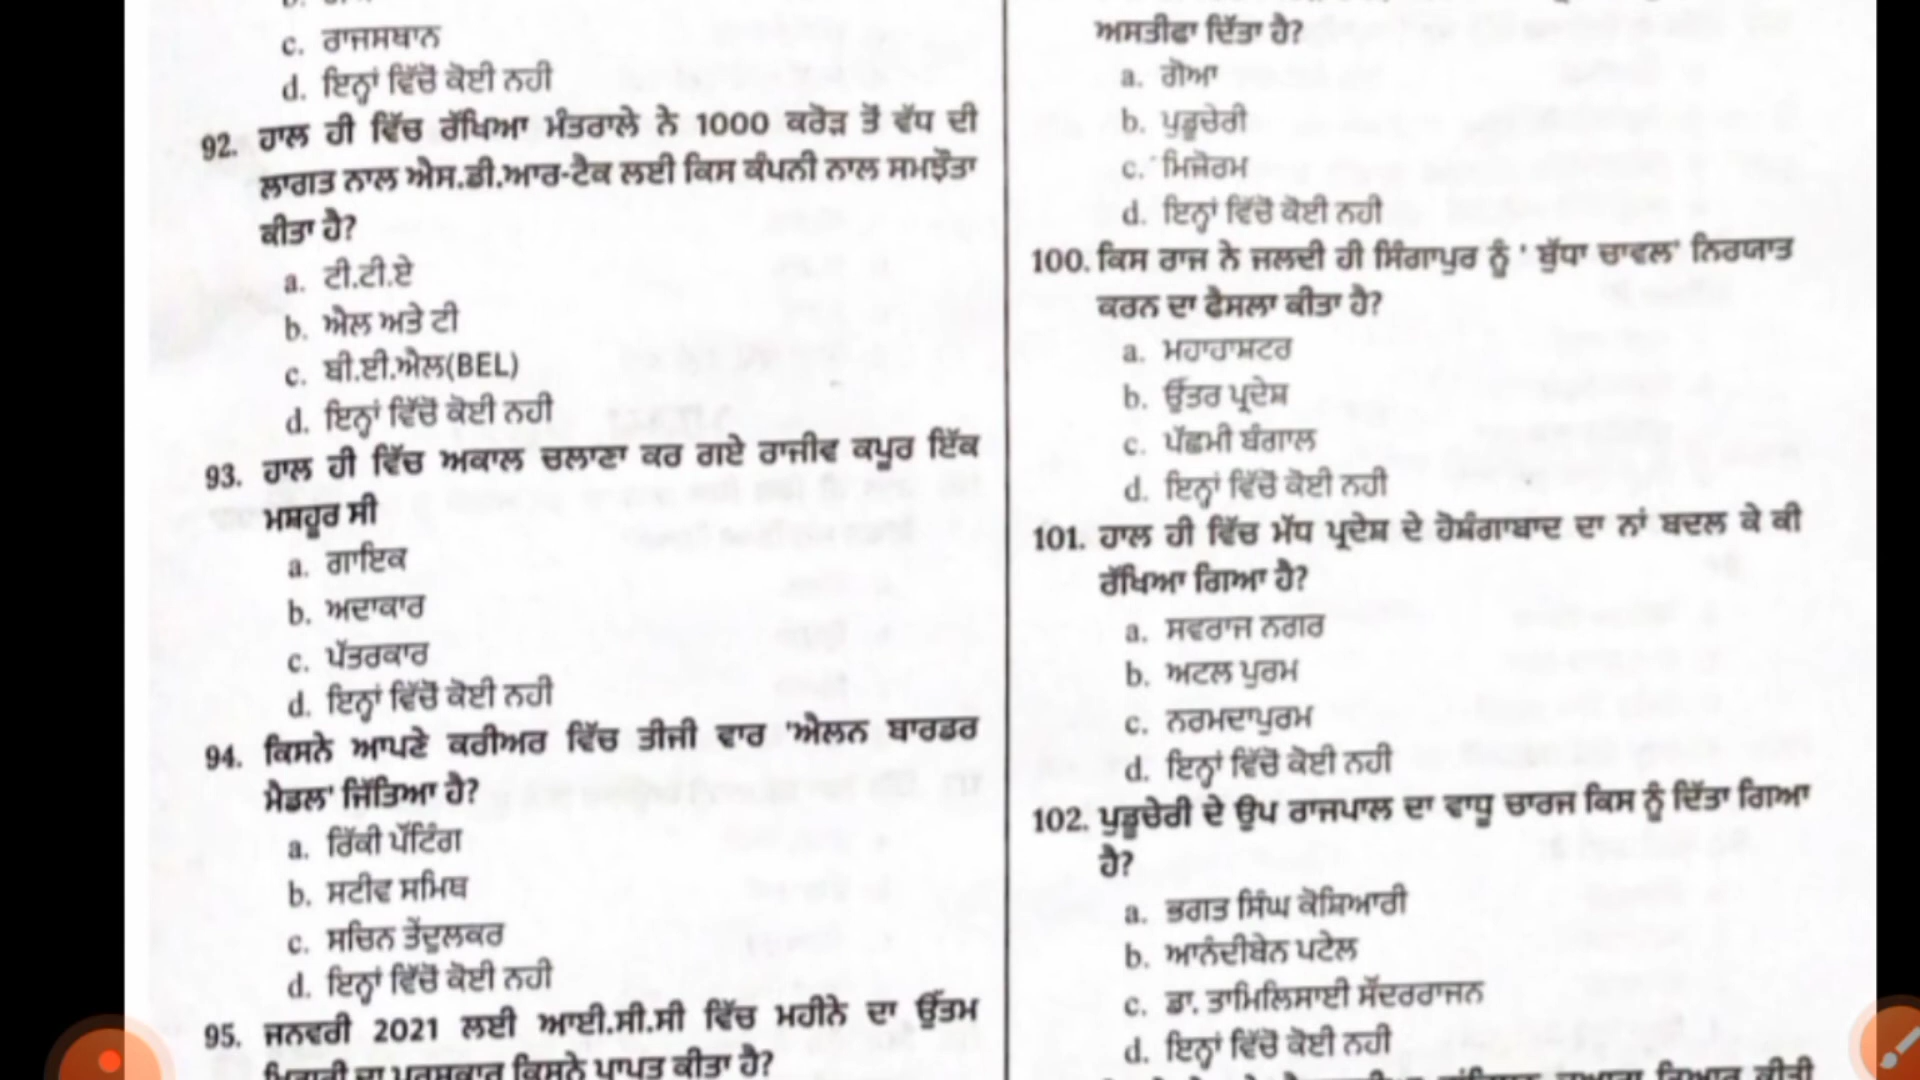 c. ਰਾਜਸਥਾਨ
d. ਇਨ੍ਹਾਂ ਵਿੱਚੋਂ ਕੋਈ ਨਹੀ
92. ਹਾਲ ਹੀ ਵਿੱਚ ਰੱਖਿਆ ਮੰਤਰਾਲੇ ਨੇ 1000 ਕਰੋੜ ਤੋਂ ਵੱਧ ਦੀ
ਲਾਗਤ ਨਾਲ ਐਸ.ਡੀ.ਆਰ-ਟੈਕ ਲਈ ਕਿਸ ਕੰਪਨੀ ਨਾਲ ਸਮਝੌਤਾ
ਕੀਤਾ ਹੈ?
a. ਟੀ.ਟੀ.ਏ
b. ਐਲ ਅਤੇ ਟੀ
c. ਬੀ.ਈ.ਐਲ(BEL)
d. ਇਨ੍ਹਾਂ ਵਿੱਚੋਂ ਕੋਈ ਨਹੀ
93. ਹਾਲ ਹੀ ਵਿੱਚ ਅਕਾਲ ਚਲਾਣਾ ਕਰ ਗਏ ਰਾਜੀਵ ਕਪੂਰ ਇੱਕ
ਮਸ਼ਹੂਰ ਸੀ
a. ਗਾਇਕ
b. ਅਦਾਕਾਰ
c. ਪੱਤਰਕਾਰ
d. ਇਨ੍ਹਾਂ ਵਿੱਚੋਂ ਕੋਈ ਨਹੀ
94. ਕਿਸਨੇ ਆਪਣੇ ਕਰੀਅਰ ਵਿੱਚ ਤੀਜੀ ਵਾਰ 'ਐਲਨ ਬਾਰਡਰ
ਮੈਡਲ' ਜਿੱਤਿਆ ਹੈ?
a. ਰਿੱਕੀ ਪੌਂਟਿੰਗ
b. ਸਟੀਵ ਸਮਿਥ
c. ਸਚਿਨ ਤੇਂਦੁਲਕਰ
d. ਇਨ੍ਹਾਂ ਵਿੱਚੋਂ ਕੋਈ ਨਹੀ
95. ਜਨਵਰੀ 2021 ਲਈ ਆਈ.ਸੀ.ਸੀ ਵਿੱਚ ਮਹੀਨੇ ਦਾ ਉੱਤਮ
ਖਿਡਾਰੀ ਦਾ ਪੁਰਸਕਾਰ ਕਿਸਨੇ ਪ੍ਰਾਪਤ ਕੀਤਾ ਹੈ?
ਅਸਤੀਫਾ ਦਿੱਤਾ ਹੈ?
a. ਗੋਆ
b. ਪੁਡੂਚੇਰੀ
c. ਮਿਜ਼ੋਰਮ
d. ਇਨ੍ਹਾਂ ਵਿੱਚੋਂ ਕੋਈ ਨਹੀ
100. ਕਿਸ ਰਾਜ ਨੇ ਜਲਦੀ ਹੀ ਸਿੰਗਾਪੁਰ ਨੂੰ ' ਬੁੱਧਾ ਚਾਵਲ' ਨਿਰਯਾਤ
ਕਰਨ ਦਾ ਫੈਸਲਾ ਕੀਤਾ ਹੈ?
a. ਮਹਾਰਾਸ਼ਟਰ
b. ਉੱਤਰ ਪ੍ਰਦੇਸ਼
c. ਪੱਛਮੀ ਬੰਗਾਲ
d. ਇਨ੍ਹਾਂ ਵਿੱਚੋਂ ਕੋਈ ਨਹੀ
101. ਹਾਲ ਹੀ ਵਿੱਚ ਮੱਧ ਪ੍ਰਦੇਸ਼ ਦੇ ਹੋਸ਼ੰਗਾਬਾਦ ਦਾ ਨਾਂ ਬਦਲ ਕੇ ਕੀ
ਰੱਖਿਆ ਗਿਆ ਹੈ?
a. ਸਵਰਾਜ ਨਗਰ
b. ਅਟਲ ਪੁਰਮ
c. ਨਰਮਦਾਪੁਰਮ
d. ਇਨ੍ਹਾਂ ਵਿੱਚੋਂ ਕੋਈ ਨਹੀ
102. ਪੁਡੂਚੇਰੀ ਦੇ ਉਪ ਰਾਜਪਾਲ ਦਾ ਵਾਧੂ ਚਾਰਜ ਕਿਸ ਨੂੰ ਦਿੱਤਾ ਗਿਆ
ਹੈ?
a. ਭਗਤ ਸਿੰਘ ਕੋਸ਼ਿਆਰੀ
b. ਆਨੰਦੀਬੇਨ ਪਟੇਲ
c. ਡਾ. ਤਾਮਿਲਿਸਾਈ ਸੌਂਦਰਰਾਜਨ
d. ਇਨ੍ਹਾਂ ਵਿੱਚੋਂ ਕੋਈ ਨਹੀ